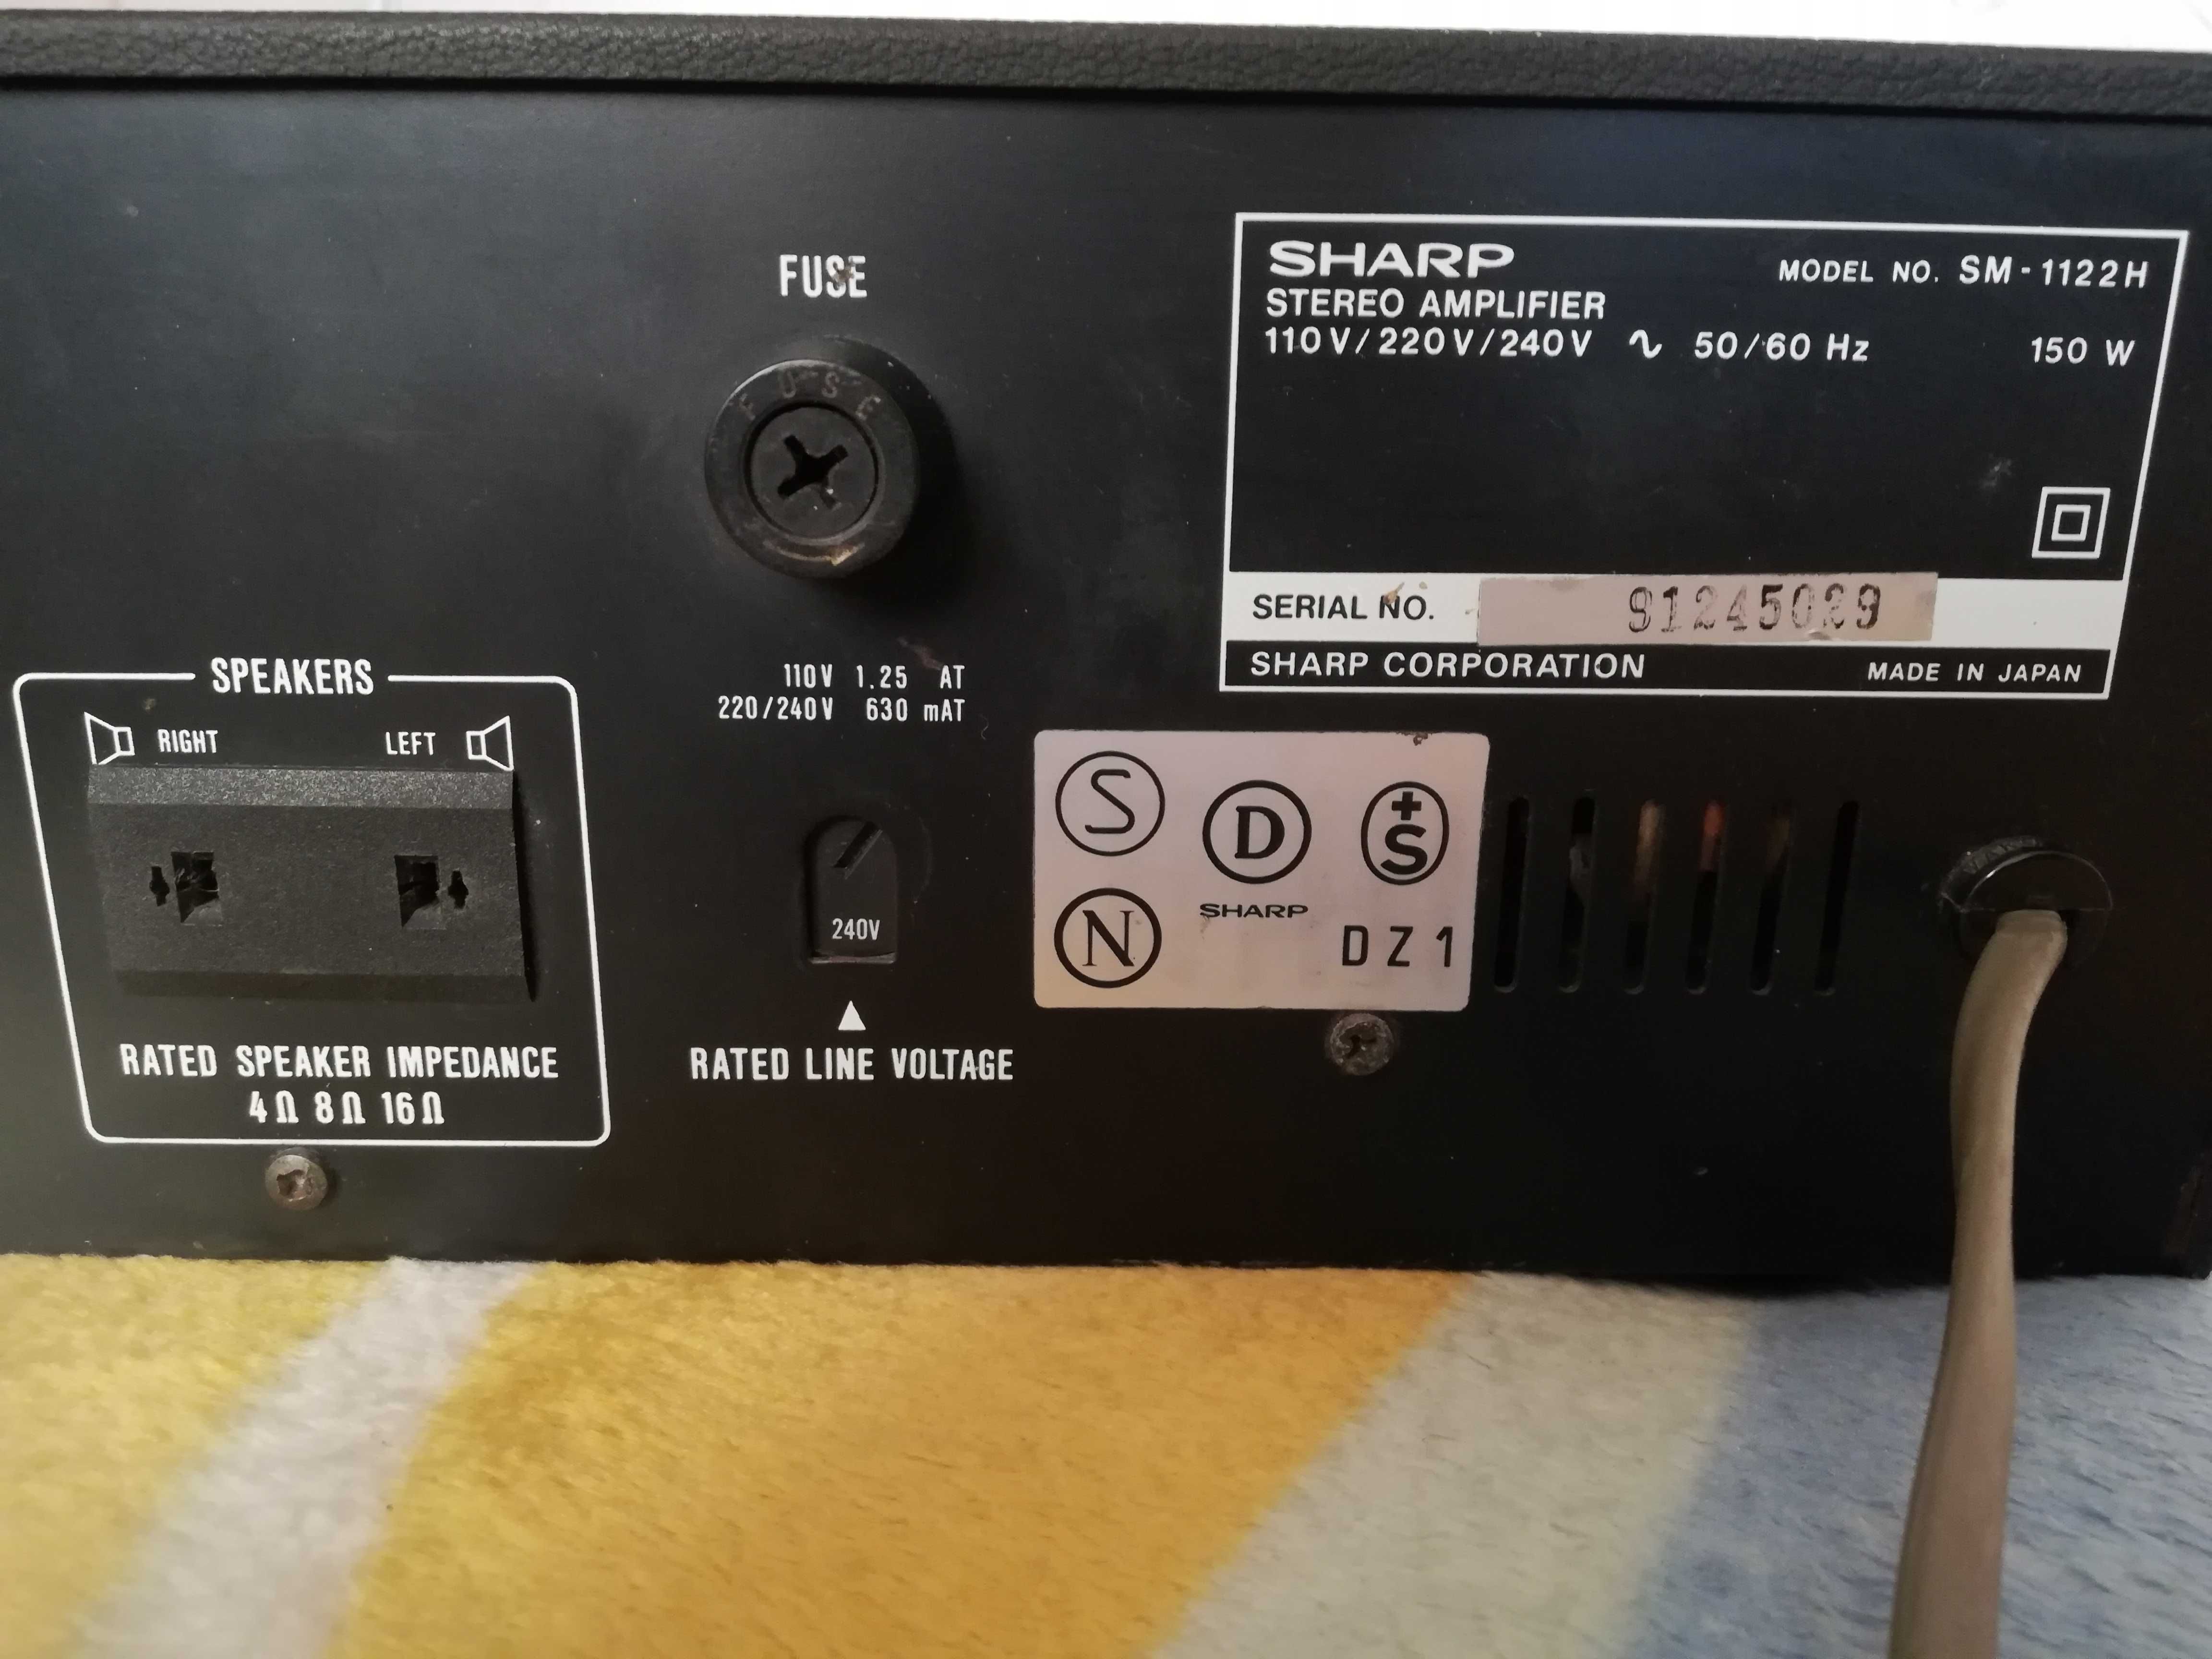 FUSE
FUSE
110V 1.25 AT
220/240V 630 mAT
240V
RATED LINE VOLTAGE
SPEAKERS
RIGHT LEFT
RATED SPEAKER IMPEDANCE
4Ω 8Ω 16Ω
SHARP
MODEL NO. SM-1122H
STEREO AMPLIFIER
110V/220V/240V ∿ 50/60 Hz 150 W
SERIAL NO. 91245039
SHARP CORPORATION MADE IN JAPAN
S D +S
N SHARP DZ1